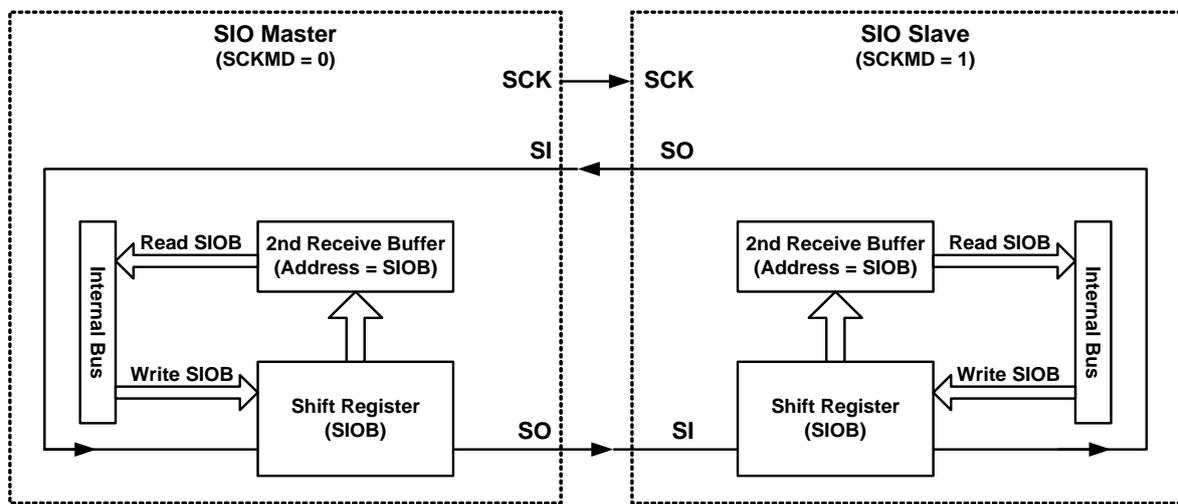 SIO Master
(SCKMD = 0)
SIO Slave
(SCKMD = 1)
SCK
SCK
SI
SO
Internal Bus
Read SIOB
2nd Receive Buffer
(Address = SIOB)
Write SIOB
Shift Register
(SIOB)
SO
SI
2nd Receive Buffer
(Address = SIOB)
Read SIOB
Internal Bus
Shift Register
(SIOB)
Write SIOB